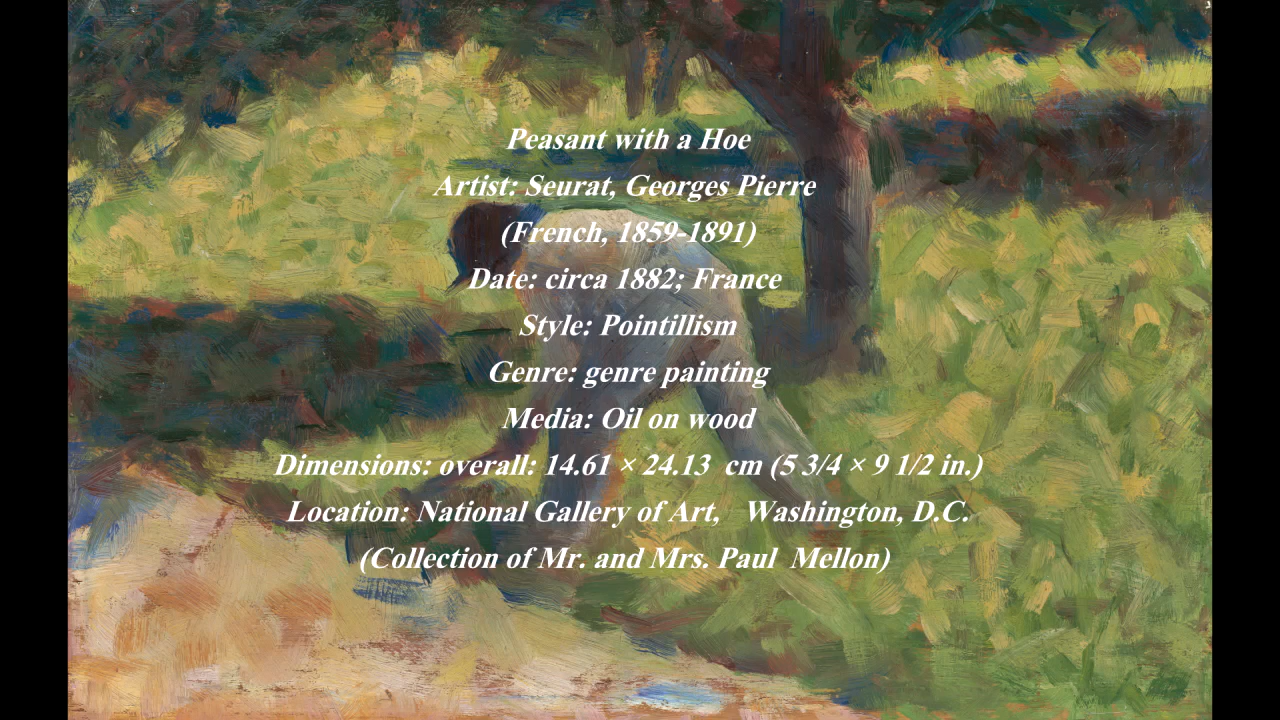 Peasant with a Hoe
Artist: Seurat, Georges Pierre
(French, 1859-1891)
Date: circa 1882; France
Style: Pointillism
Genre: genre painting
Media: Oil on wood
Dimensions: overall: 14.61 × 24.13 cm (5 3/4 × 9 1/2 in.)
Location: National Gallery of Art, Washington, D.C.
(Collection of Mr. and Mrs. Paul Mellon)